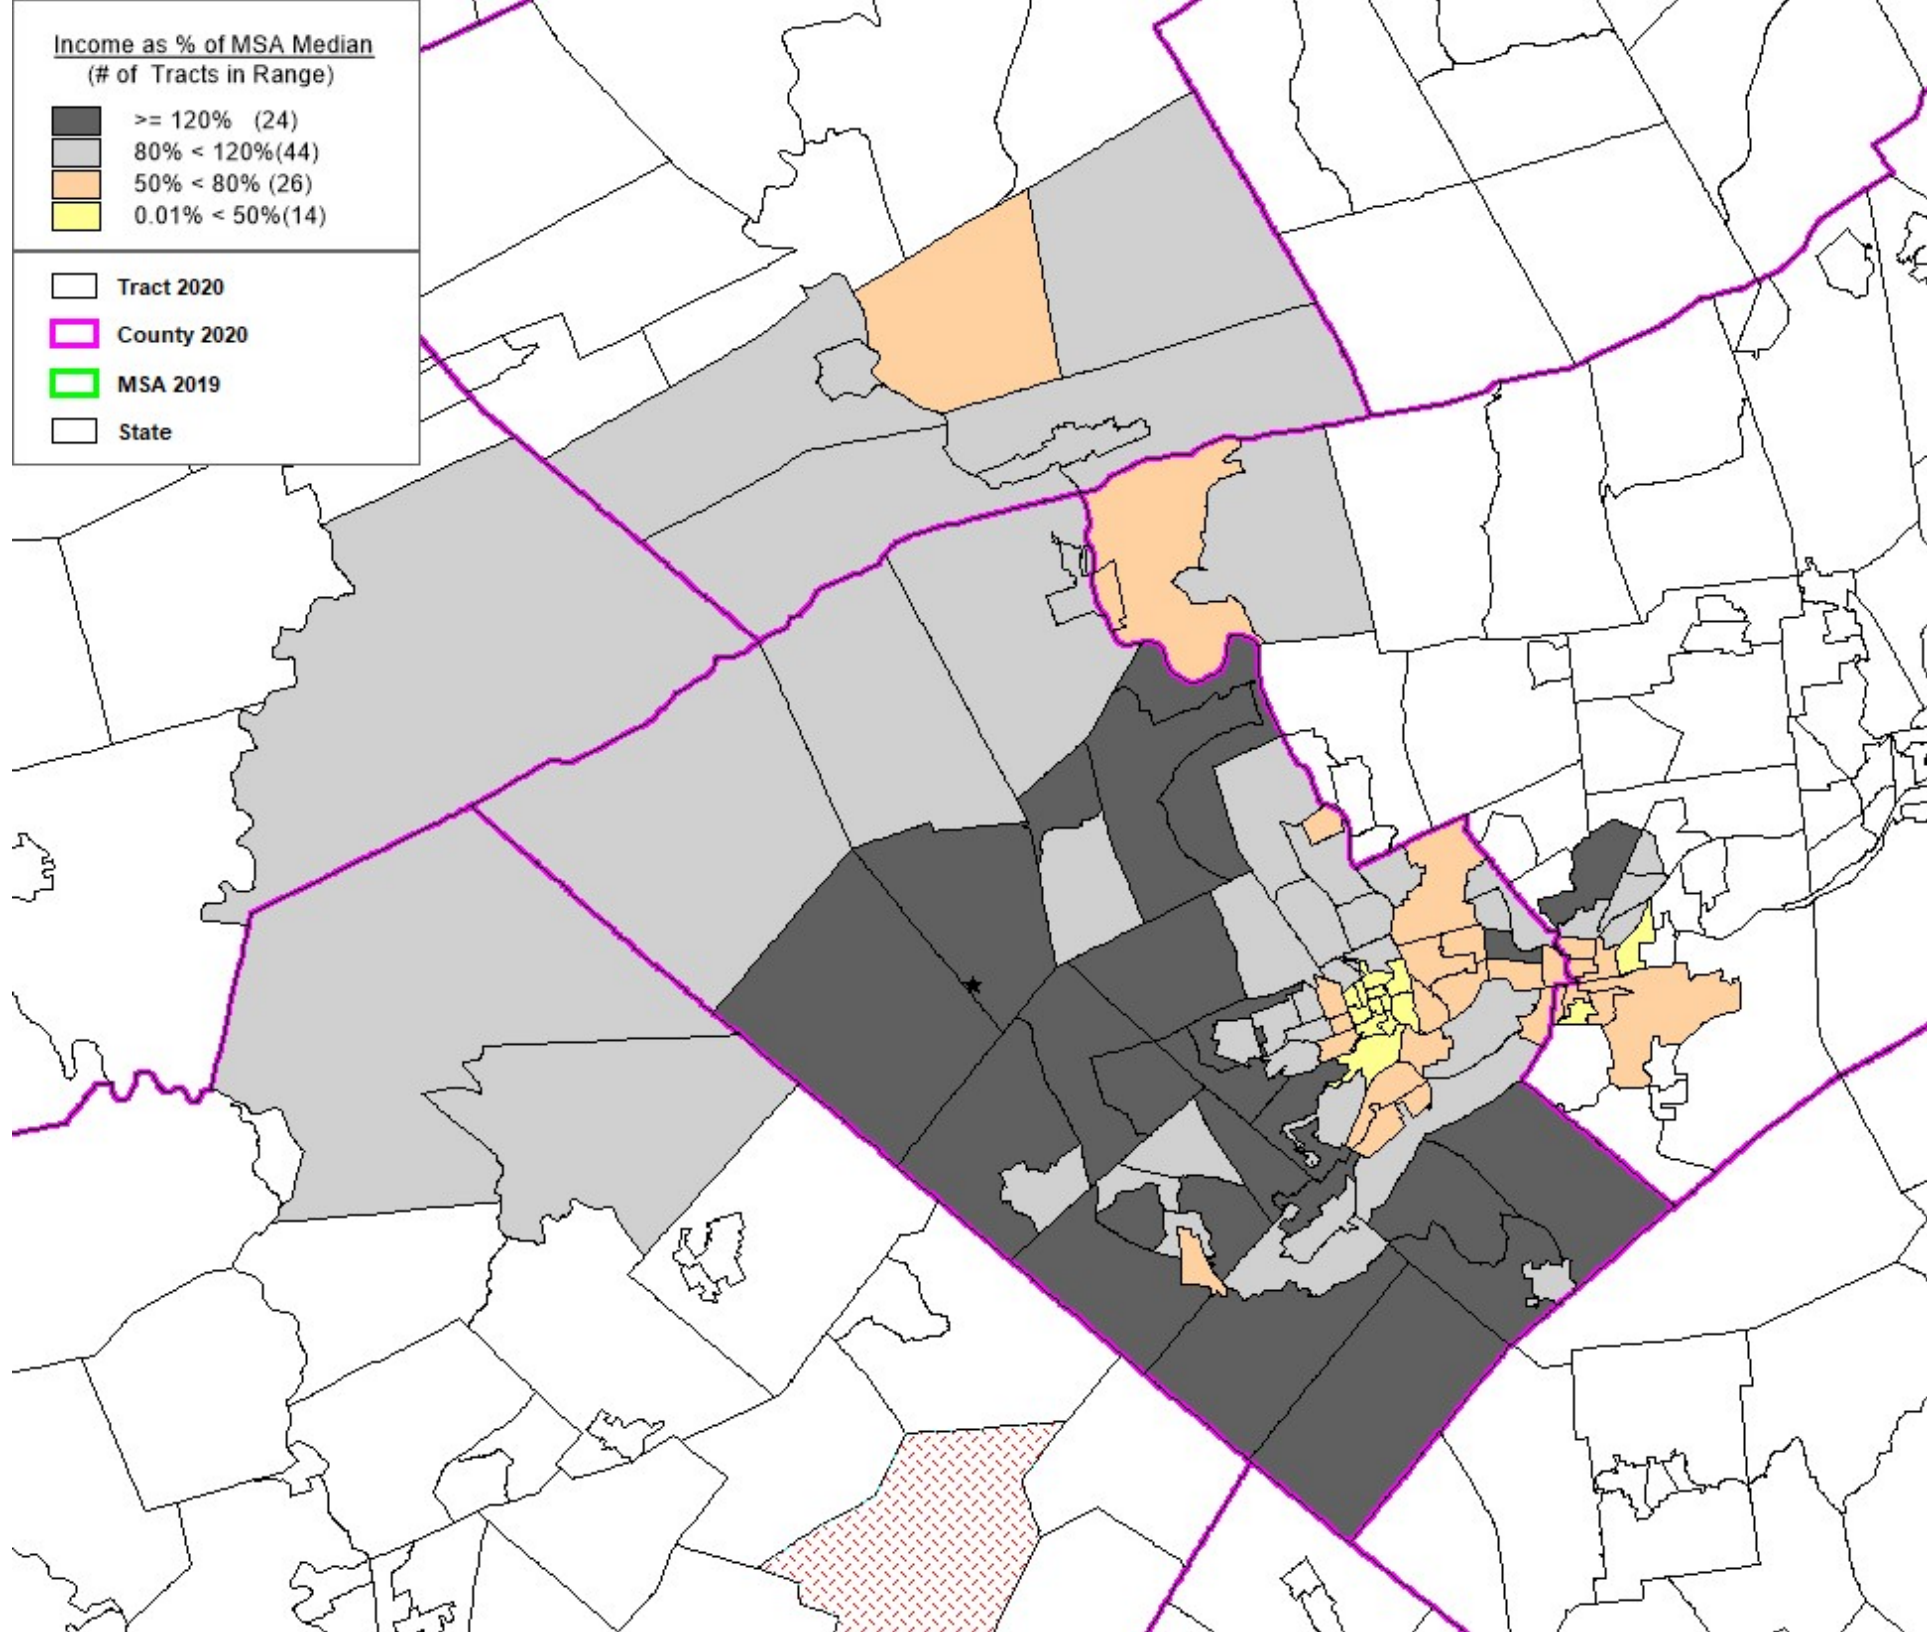 Income as % of MSA Median
(# of Tracts in Range)
>= 120% (24)
80% < 120%(44)
50% < 80% (26)
0.01% < 50%(14)
Tract 2020
County 2020
MSA 2019
State